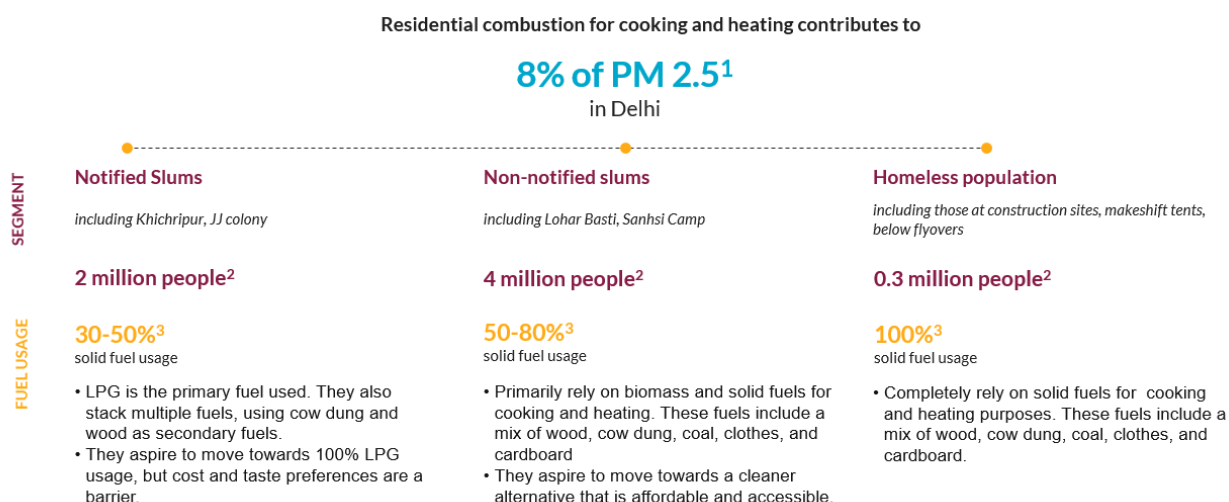 Residential combustion for cooking and heating contributes to
8% of PM 2.5¹
in Delhi
SEGMENT
Notified Slums
including Khichripur, JJ colony
2 million people²
Non-notified slums
including Lohar Basti, Sanhsi Camp
4 million people²
Homeless population
including those at construction sites, makeshift tents,
below flyovers
0.3 million people²
FUEL USAGE
30-50%³
solid fuel usage
• LPG is the primary fuel used. They also
stack multiple fuels, using cow dung and
wood as secondary fuels.
• They aspire to move towards 100% LPG
usage, but cost and taste preferences are a
barrier.
50-80%³
solid fuel usage
• Primarily rely on biomass and solid fuels for
cooking and heating. These fuels include a
mix of wood, cow dung, coal, clothes, and
cardboard
• They aspire to move towards a cleaner
alternative that is affordable and accessible.
100%³
solid fuel usage
• Completely rely on solid fuels for cooking
and heating purposes. These fuels include a
mix of wood, cow dung, coal, clothes, and
cardboard.